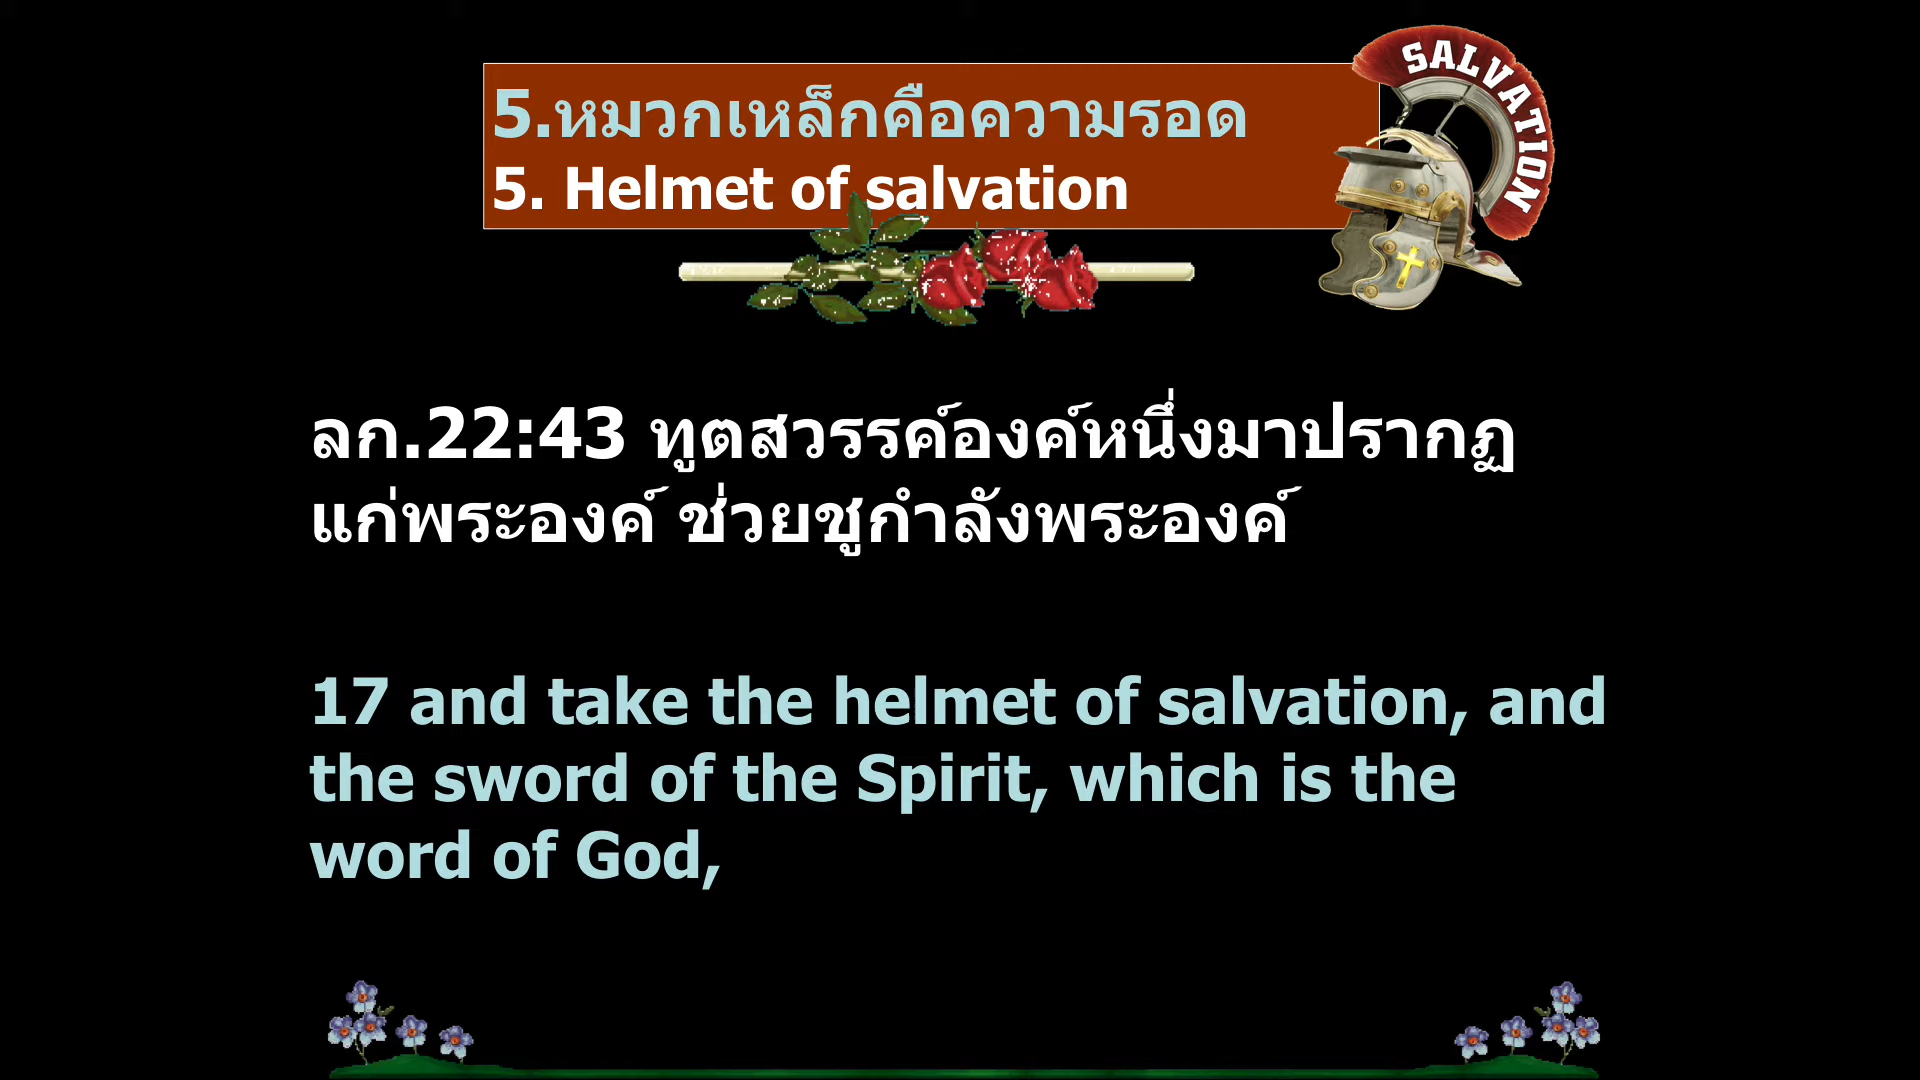 SALVATION
5.หมวกเหล็กคือความรอด
5. Helmet of salvation
ลก.22:43 ทูตสวรรค์องค์หนึ่งมาปรากฏ
แก่พระองค์ ช่วยชูกำลังพระองค์
17 and take the helmet of salvation, and
the sword of the Spirit, which is the
word of God,